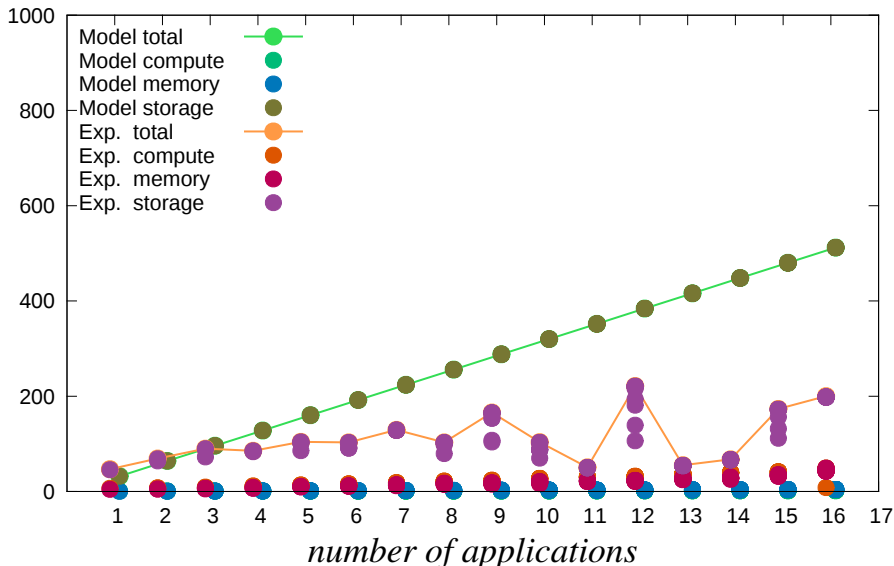 1000
800
600
400
200
0
Model total
Model compute
Model memory
Model storage
Exp. total
Exp. compute
Exp. memory
Exp. storage
1 2 3 4 5 6 7 8 9 10 11 12 13 14 15 16 17
number of applications